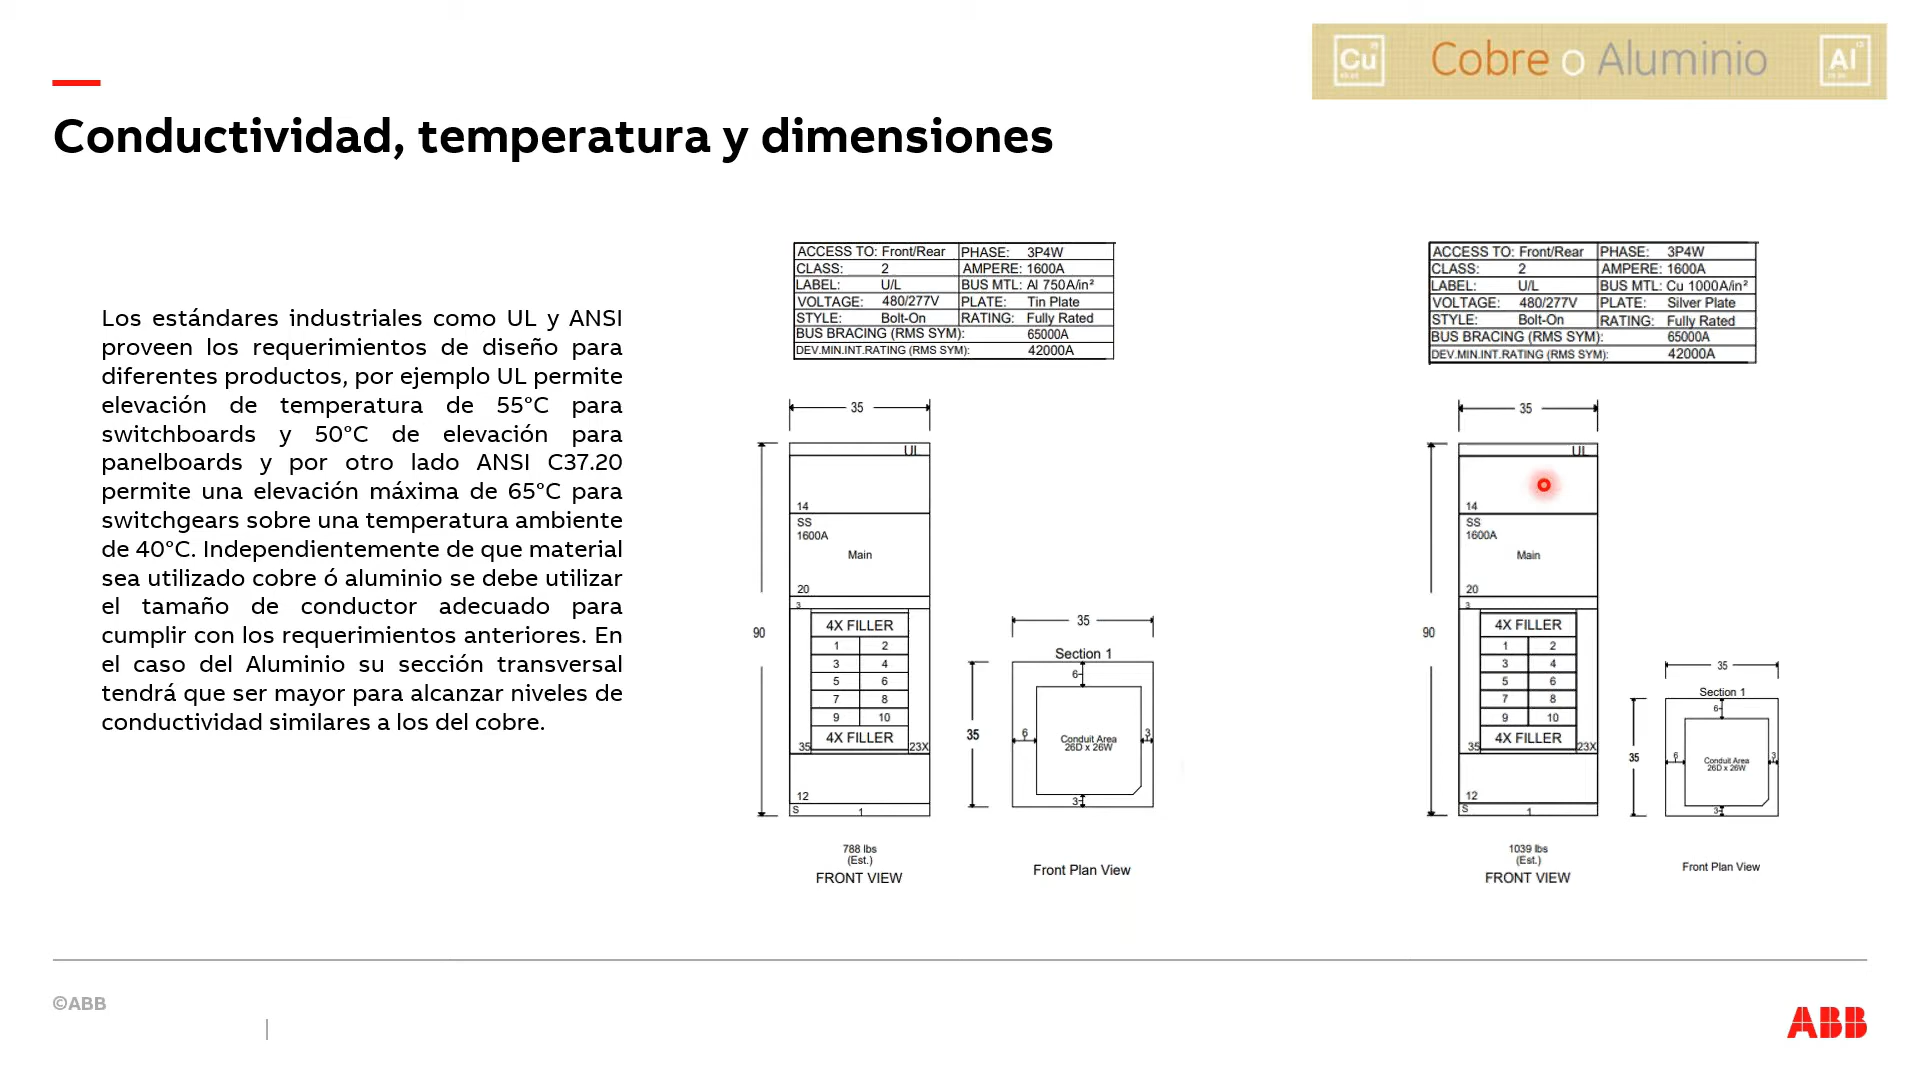 Cu
Cobre o Aluminio
Al
Conductividad, temperatura y dimensiones
Los estándares industriales como UL y ANSI
proveen los requerimientos de diseño para
diferentes productos, por ejemplo UL permite
elevación de temperatura de 55°C para
switchboards y 50°C de elevación para
panelboards y por otro lado ANSI C37.20
permite una elevación máxima de 65°C para
switchgears sobre una temperatura ambiente
de 40°C. Independientemente de que material
sea utilizado cobre ó aluminio se debe utilizar
el tamaño de conductor adecuado para
cumplir con los requerimientos anteriores. En
el caso del Aluminio su sección transversal
tendrá que ser mayor para alcanzar niveles de
conductividad similares a los del cobre.
ACCESS TO: Front/Rear PHASE: 3P4W
CLASS: 2 AMPERE: 1600A
LABEL: U/L BUS MTL: Al 750A/in²
VOLTAGE: 480/277V PLATE: Tin Plate
STYLE: Bolt-On RATING: Fully Rated
BUS BRACING (RMS SYM): 65000A
DEV.MIN.INT.RATING (RMS SYM): 42000A
35
UL
14
SS
1600A
Main
20
3
90
4X FILLER
1 2
3 4
5 6
7 8
9 10
4X FILLER
35 23X
12
S 1
788 lbs
(Est.)
FRONT VIEW
35
Section 1
6
35
6 3
Conduit Area
26D x 26W
3
Front Plan View
ACCESS TO: Front/Rear PHASE: 3P4W
CLASS: 2 AMPERE: 1600A
LABEL: U/L BUS MTL: Cu 1000A/in²
VOLTAGE: 480/277V PLATE: Silver Plate
STYLE: Bolt-On RATING: Fully Rated
BUS BRACING (RMS SYM): 65000A
DEV.MIN.INT.RATING (RMS SYM): 42000A
35
UL
14
SS
1600A
Main
20
3
90
4X FILLER
1 2
3 4
5 6
7 8
9 10
4X FILLER
35 23X
12
S 1
1039 lbs
(Est.)
FRONT VIEW
35
Section 1
6
35
6 3
Conduit Area
26D x 26W
3
Front Plan View
©ABB
ABB